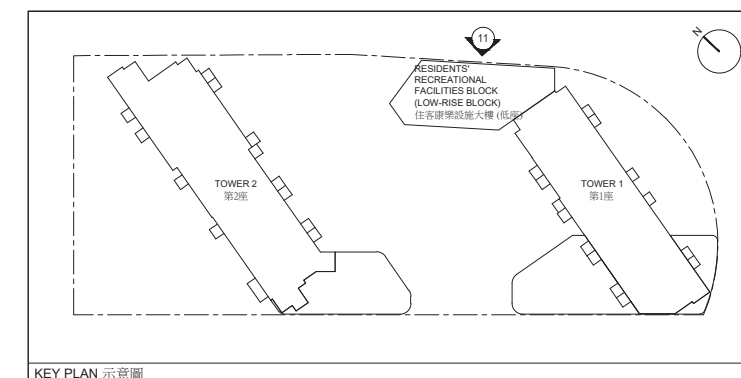 11
N
RESIDENTS'
RECREATIONAL
FACILITIES BLOCK
(LOW-RISE BLOCK)
住客康樂設施大樓 (低座)
TOWER 2
第2座
TOWER 1
第1座
KEY PLAN 示意圖